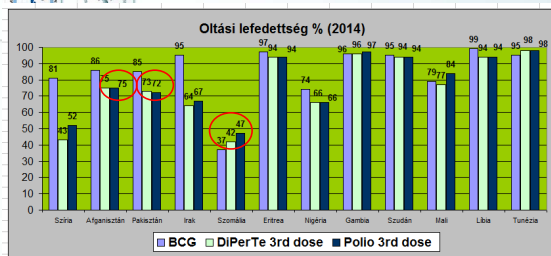 Oltási lefedettség % (2014)
100
90
80
70
60
50
40
30
20
10
0
81 43 52
86 75 75
85 73 72
95 64 67
37 42 47
97 94 94
74 66 66
96 96 97
95 94 94
79 77 84
99 94 94
95 98 98
Szíria Afganisztán Pakisztán Irak Szomália Eritrea Nigéria Gambia Szudán Mali Líbia Tunézia
BCG DiPerTe 3rd dose Polio 3rd dose